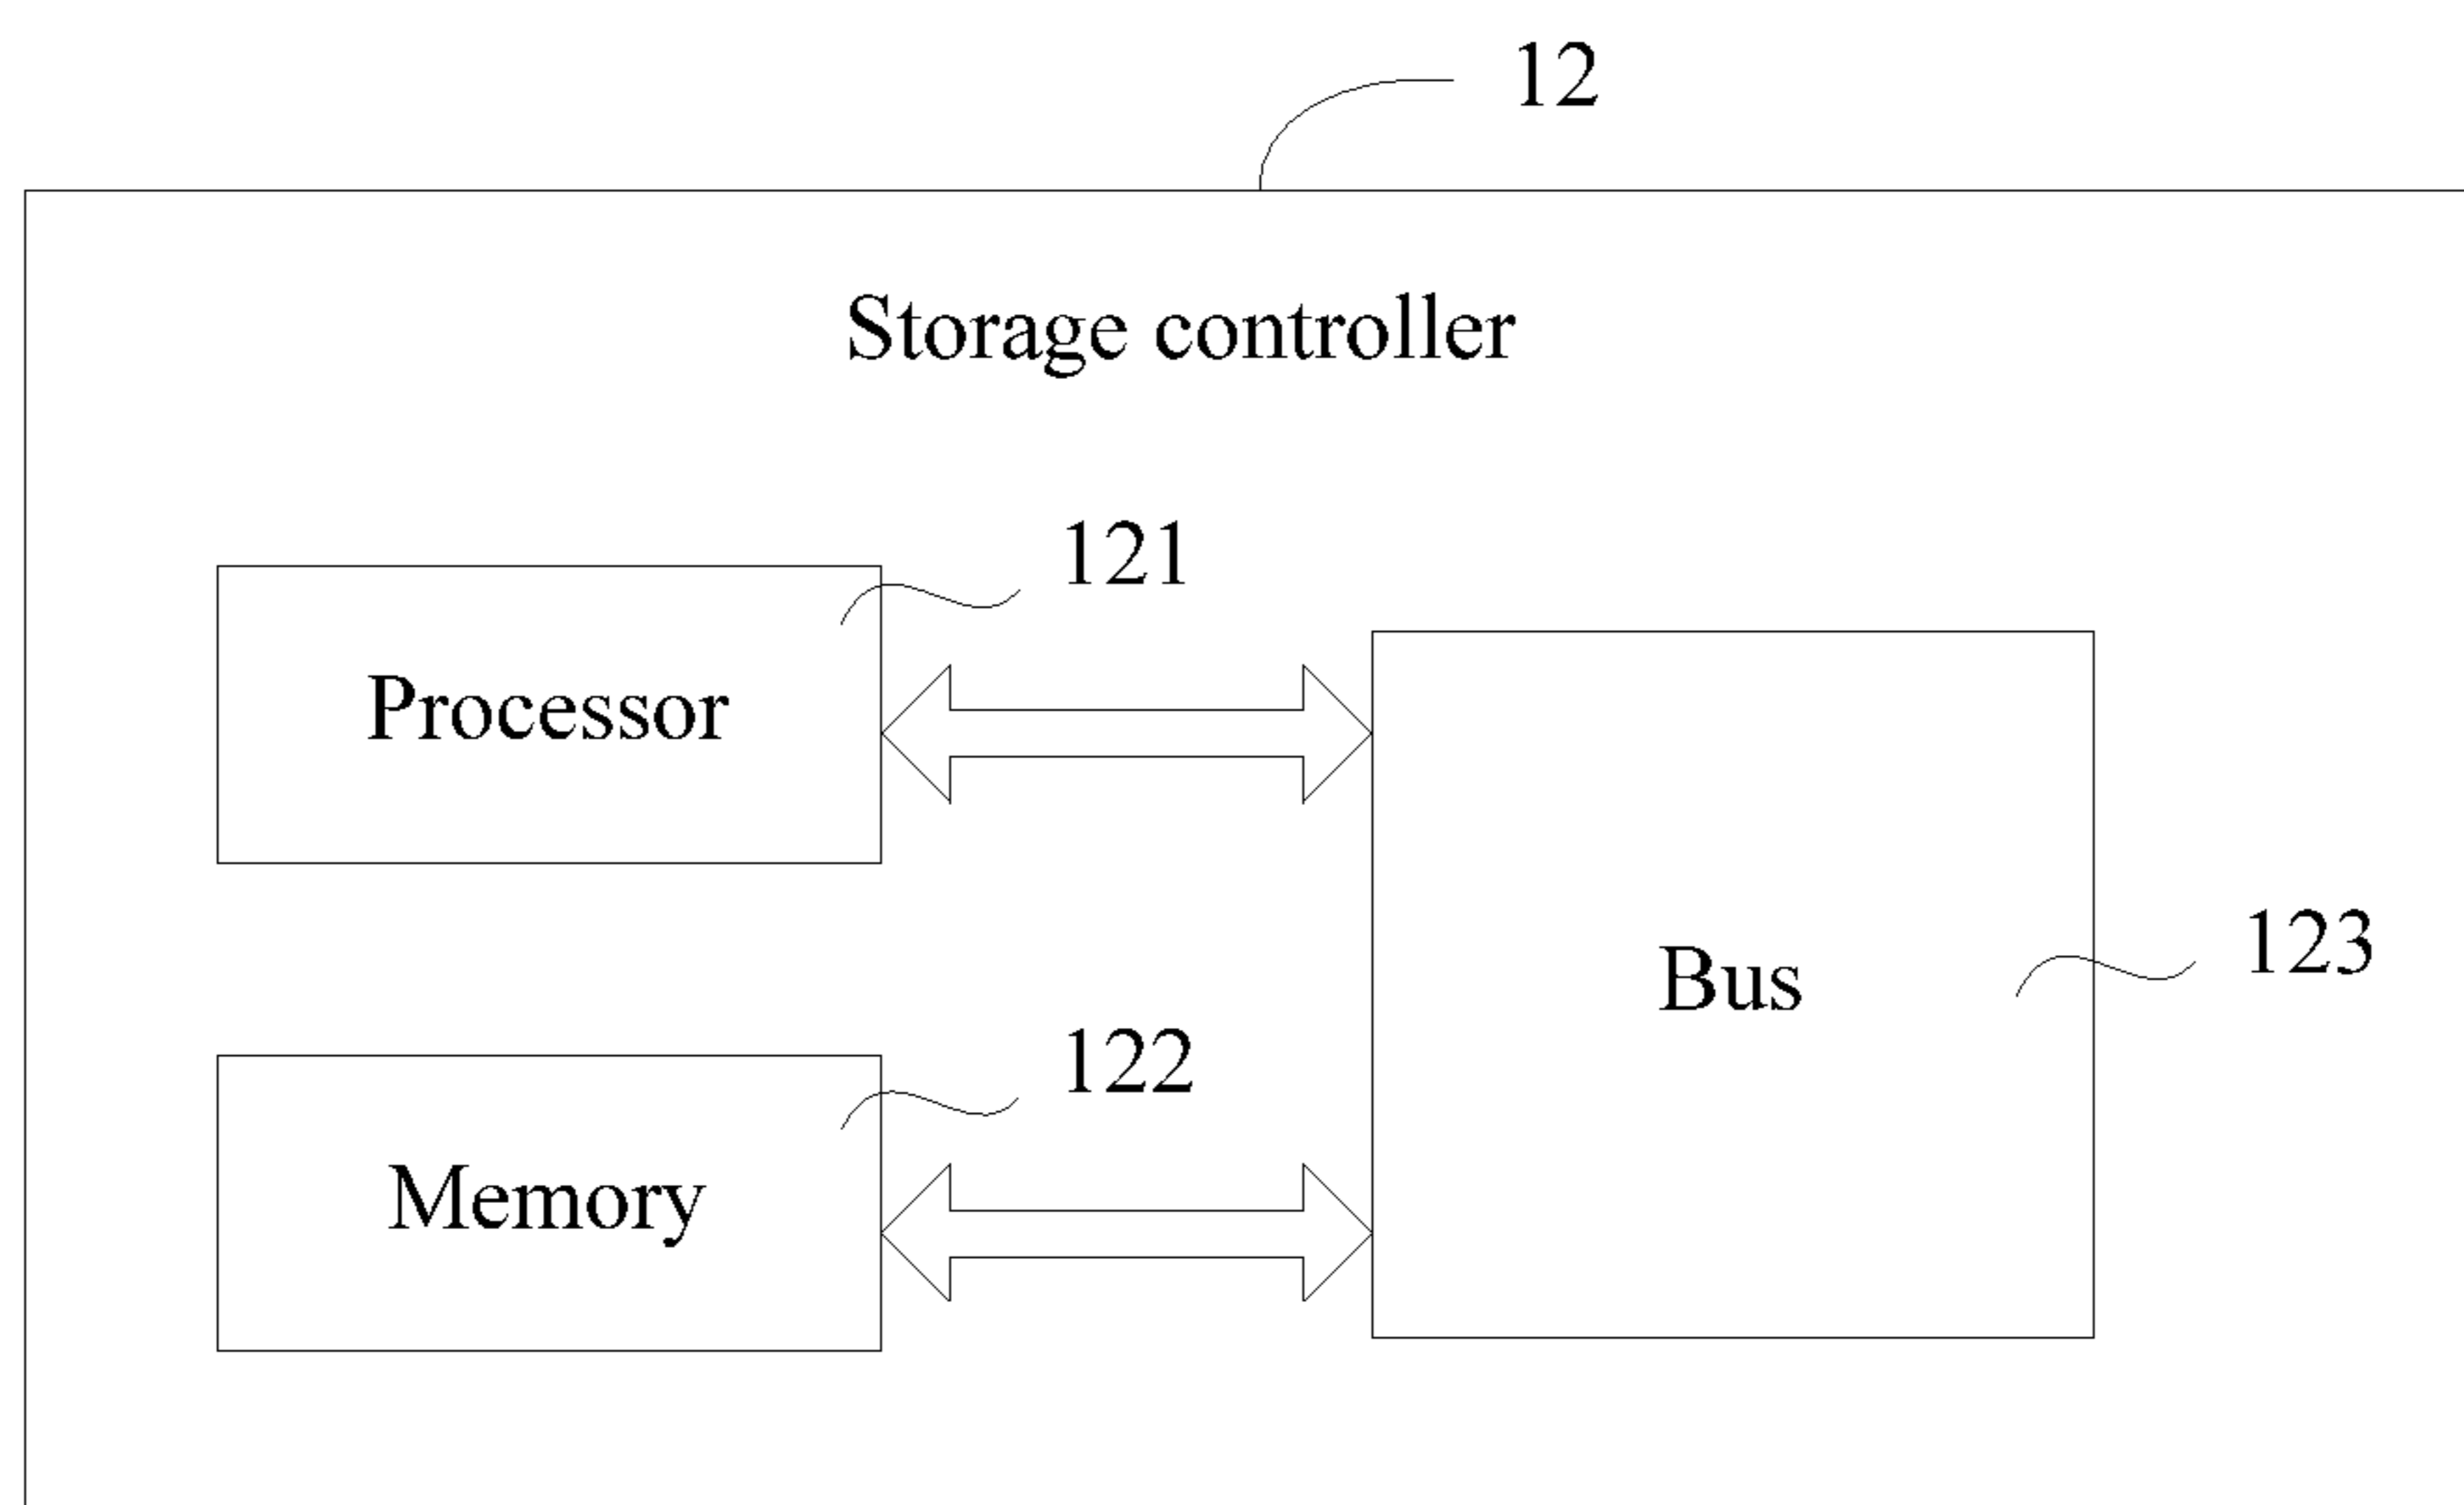 12
Storage controller
121
Processor
123
Bus
122
Memory